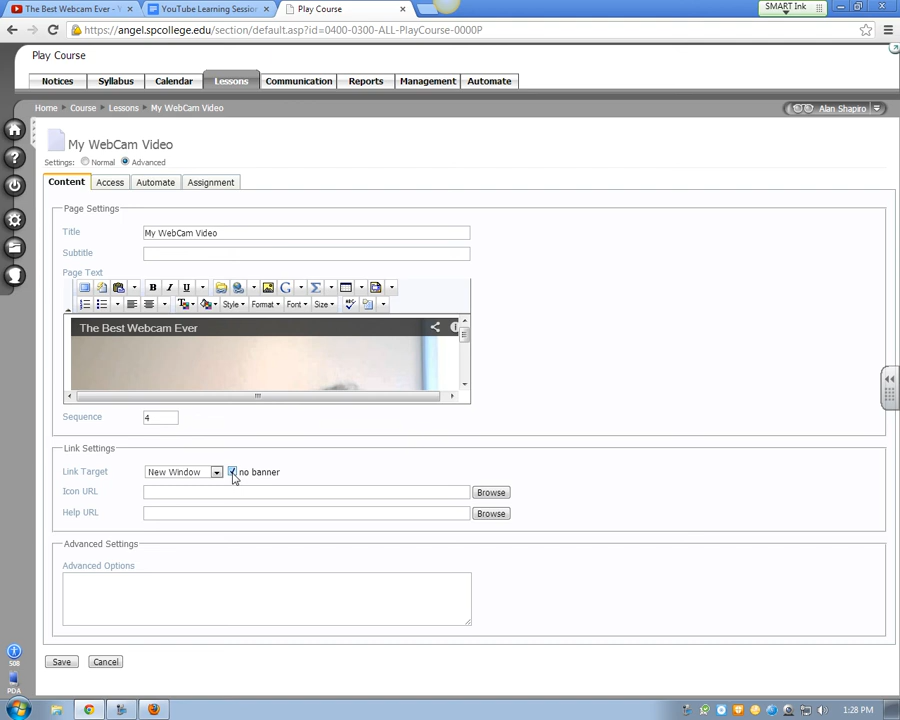 The Best Webcam Ever - Y
YouTube Learning Session
Play Course
SMART Ink
https://angel.spcollege.edu/section/default.asp?id=0400-0300-ALL-PlayCourse-0000P
Play Course
Notices
Syllabus
Calendar
Lessons
Communication
Reports
Management
Automate
Home
Course
Lessons
My WebCam Video
Alan Shapiro
My WebCam Video
Settings: Normal Advanced
Content
Access
Automate
Assignment
Page Settings
Title My WebCam Video
Subtitle
Page Text
B I U
Style Format Font Size
The Best Webcam Ever
Sequence 4
Link Settings
Link Target New Window no banner
Icon URL Browse
Help URL Browse
Advanced Settings
Advanced Options
Save Cancel
508
PDA
1:28 PM